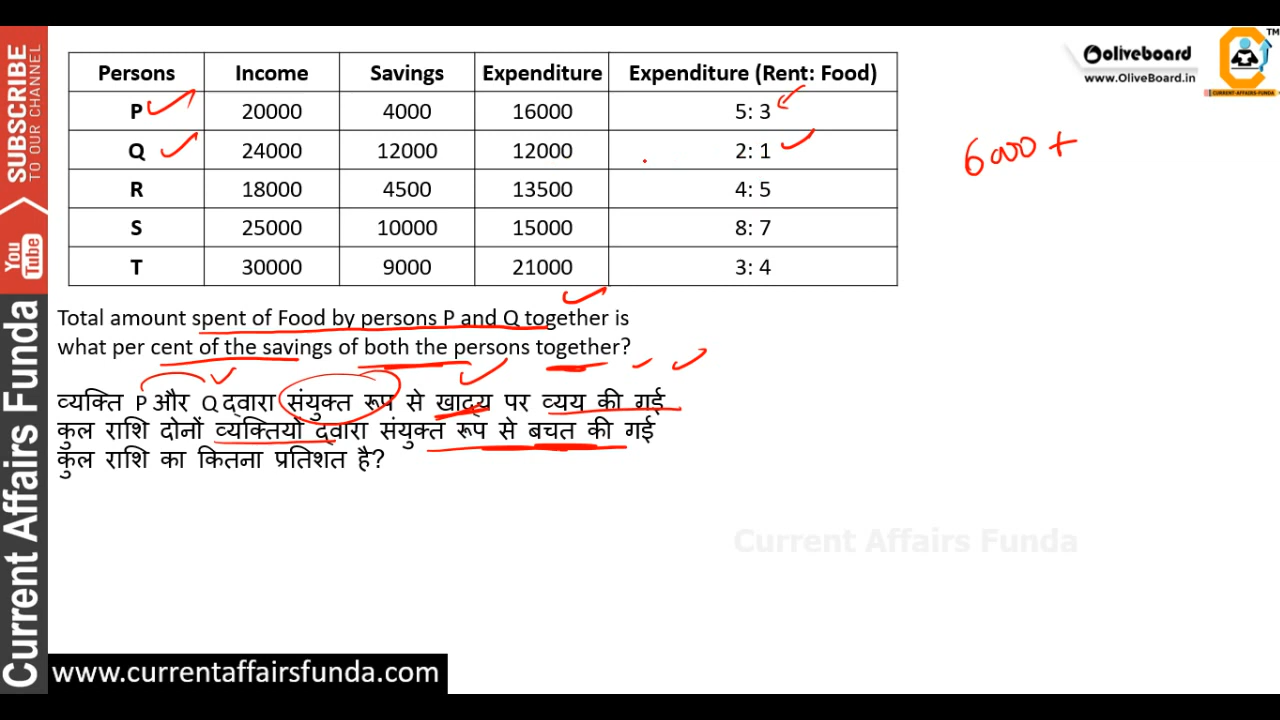 SUBSCRIBE
TO OUR CHANNEL
You Tube
Current Affairs Funda
oliveboard
www.OliveBoard.in
TM
CURRENT-AFFAIRS-FUNDA
Persons Income Savings Expenditure Expenditure (Rent: Food)
P 20000 4000 16000 5: 3
Q 24000 12000 12000 2: 1
R 18000 4500 13500 4: 5
S 25000 10000 15000 8: 7
T 30000 9000 21000 3: 4
6000 +
Total amount spent of Food by persons P and Q together is
what per cent of the savings of both the persons together?
व्यक्ति P और Q द्वारा संयुक्त रूप से खाद्य पर व्यय की गई
कुल राशि दोनों व्यक्तियों द्वारा संयुक्त रूप से बचत की गई
कुल राशि का कितना प्रतिशत है?
Current Affairs Funda
www.currentaffairsfunda.com